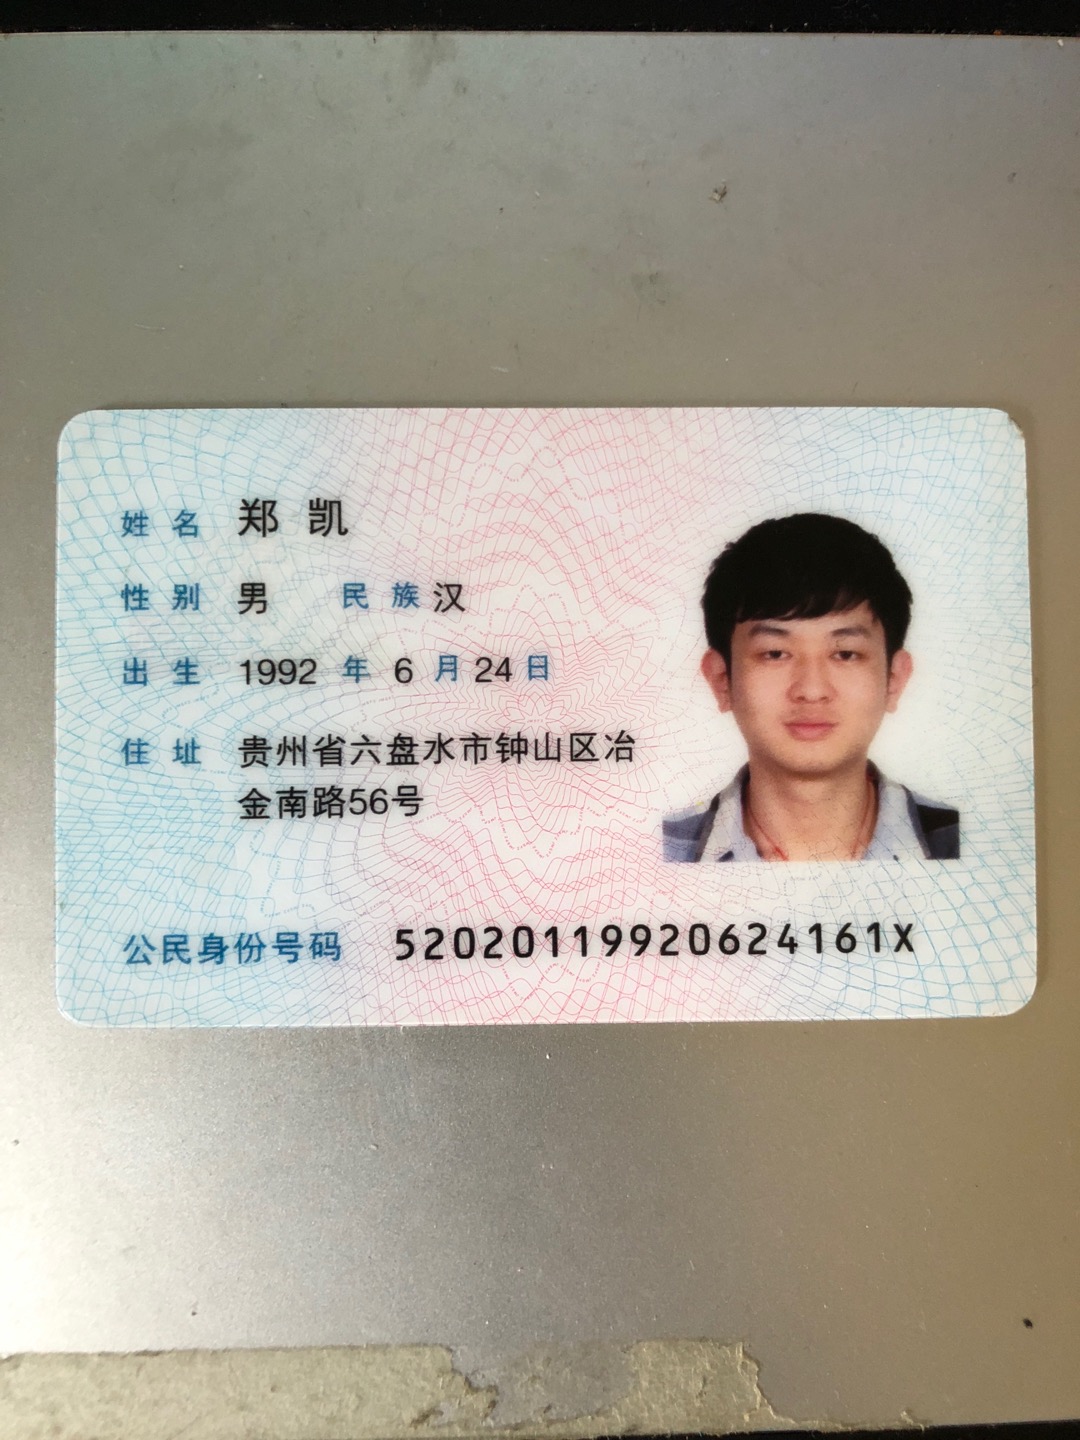 姓名 郑凯
性别 男 民族 汉
出生 1992 年 6 月 24 日
住址 贵州省六盘水市钟山区冶
金南路56号
公民身份号码 52020119920624161X